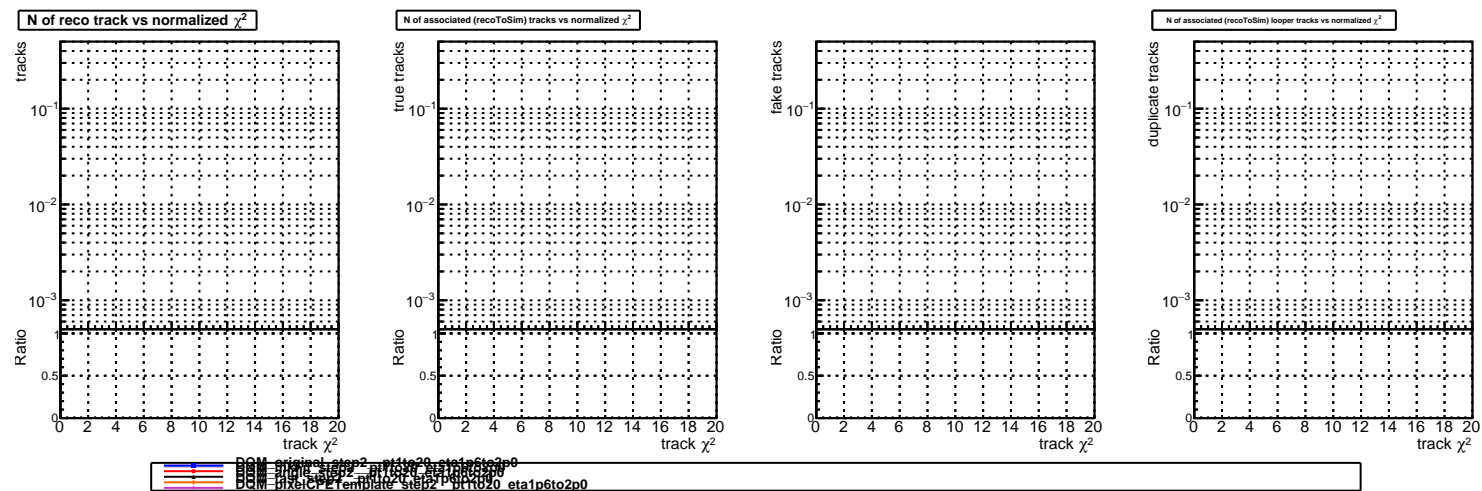 N of reco track vs normalized χ²
tracks
10⁻¹
10⁻²
10⁻³
Ratio
1
0.5
0
0 2 4 6 8 10 12 14 16 18 20
track χ²
N of associated (recoToSim) tracks vs normalized χ²
true tracks
10⁻¹
10⁻²
10⁻³
Ratio
1
0.5
0
0 2 4 6 8 10 12 14 16 18 20
track χ²
fake tracks
10⁻¹
10⁻²
10⁻³
Ratio
1
0.5
0
0 2 4 6 8 10 12 14 16 18 20
track χ²
N of associated (recoToSim) looper tracks vs normalized χ²
duplicate tracks
10⁻¹
10⁻²
10⁻³
Ratio
1
0.5
0
0 2 4 6 8 10 12 14 16 18 20
track χ²
DQM_original_step2__pt1to20_eta1p6to2p0
DQM_pixelCPETemplate_step2__pt1to20_eta1p6to2p0